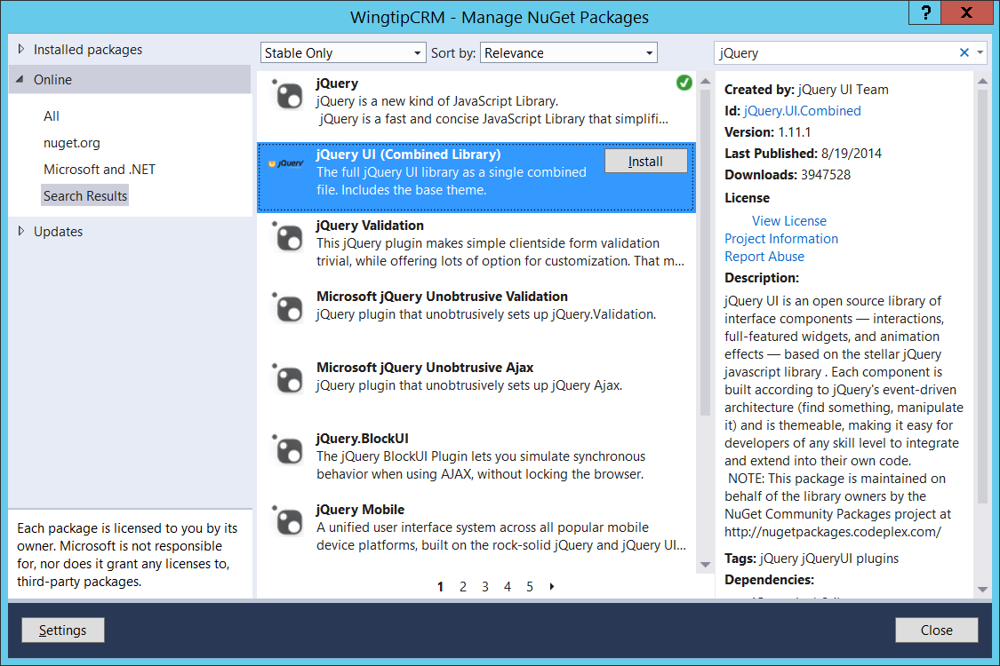 WingtipCRM - Manage NuGet Packages
?
X
Installed packages
Online
All
nuget.org
Microsoft and .NET
Search Results
Updates
Each package is licensed to you by its
owner. Microsoft is not responsible
for, nor does it grant any licenses to,
third-party packages.
Stable Only
Sort by:
Relevance
jQuery
jQuery is a new kind of JavaScript Library.
jQuery is a fast and concise JavaScript Library that simplifi...
jQuery
jQuery UI (Combined Library)
The full jQuery UI library as a single combined
file. Includes the base theme.
Install
jQuery Validation
This jQuery plugin makes simple clientside form validation
trivial, while offering lots of option for customization. That m...
Microsoft jQuery Unobtrusive Validation
jQuery plugin that unobtrusively sets up jQuery.Validation.
Microsoft jQuery Unobtrusive Ajax
jQuery plugin that unobtrusively sets up jQuery Ajax.
jQuery.BlockUI
The jQuery BlockUI Plugin lets you simulate synchronous
behavior when using AJAX, without locking the browser.
jQuery Mobile
A unified user interface system across all popular mobile
device platforms, built on the rock-solid jQuery and jQuery UI...
1 2 3 4 5
jQuery
Created by: jQuery UI Team
Id: jQuery.UI.Combined
Version: 1.11.1
Last Published: 8/19/2014
Downloads: 3947528
License
View License
Project Information
Report Abuse
Description:
jQuery UI is an open source library of
interface components — interactions,
full-featured widgets, and animation
effects — based on the stellar jQuery
javascript library . Each component is
built according to jQuery's event-driven
architecture (find something, manipulate
it) and is themeable, making it easy for
developers of any skill level to integrate
and extend into their own code.
NOTE: This package is maintained on
behalf of the library owners by the
NuGet Community Packages project at
http://nugetpackages.codeplex.com/
Tags: jQuery jQueryUI plugins
Dependencies:
Settings
Close